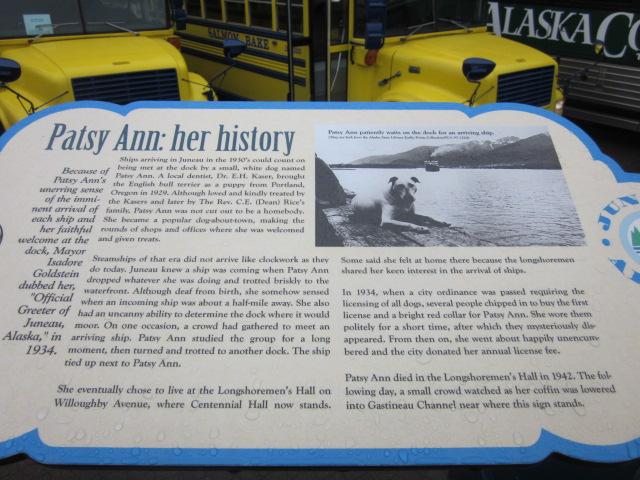 SALMON BAKE
ALASKA CO
Patsy Ann: her history
Because of
Patsy Ann's
unerring sense
of the immi-
nent arrival of
each ship and
her faithful
welcome at the
dock, Mayor
Isadore
Goldstein
dubbed her,
"Official
Greeter of
Juneau,
Alaska," in
1934.
Ships arriving in Juneau in the 1930's could count on
being met at the dock by a small, white dog named
Patsy Ann. A local dentist, Dr. E.H. Kaser, brought
the English bull terrier as a puppy from Portland,
Oregon in 1929. Although loved and kindly treated by
the Kasers and later by The Rev. C.E. (Dean) Rice's
family, Patsy Ann was not cut out to be a homebody.
She became a popular dog-about-town, making the
rounds of shops and offices where she was welcomed
and given treats.
Steamships of that era did not arrive like clockwork as they
do today. Juneau knew a ship was coming when Patsy Ann
dropped whatever she was doing and trotted briskly to the
waterfront. Although deaf from birth, she somehow sensed
when an incoming ship was about a half-mile away. She also
had an uncanny ability to determine the dock where it would
moor. On one occasion, a crowd had gathered to meet an
arriving ship. Patsy Ann studied the group for a long
moment, then turned and trotted to another dock. The ship
tied up next to Patsy Ann.
She eventually chose to live at the Longshoremen's Hall on
Willoughby Avenue, where Centennial Hall now stands.
Patsy Ann patiently waits on the dock for an arriving ship.
Some said she felt at home there because the longshoremen
shared her keen interest in the arrival of ships.
In 1934, when a city ordinance was passed requiring the
licensing of all dogs, several people chipped in to buy the first
license and a bright red collar for Patsy Ann. She wore them
politely for a short time, after which they mysteriously dis-
appeared. From then on, she went about happily unencum-
bered and the city donated her annual license fee.
Patsy Ann died in the Longshoremen's Hall in 1942. The fol-
lowing day, a small crowd watched as her coffin was lowered
into Gastineau Channel near where this sign stands.
JUN